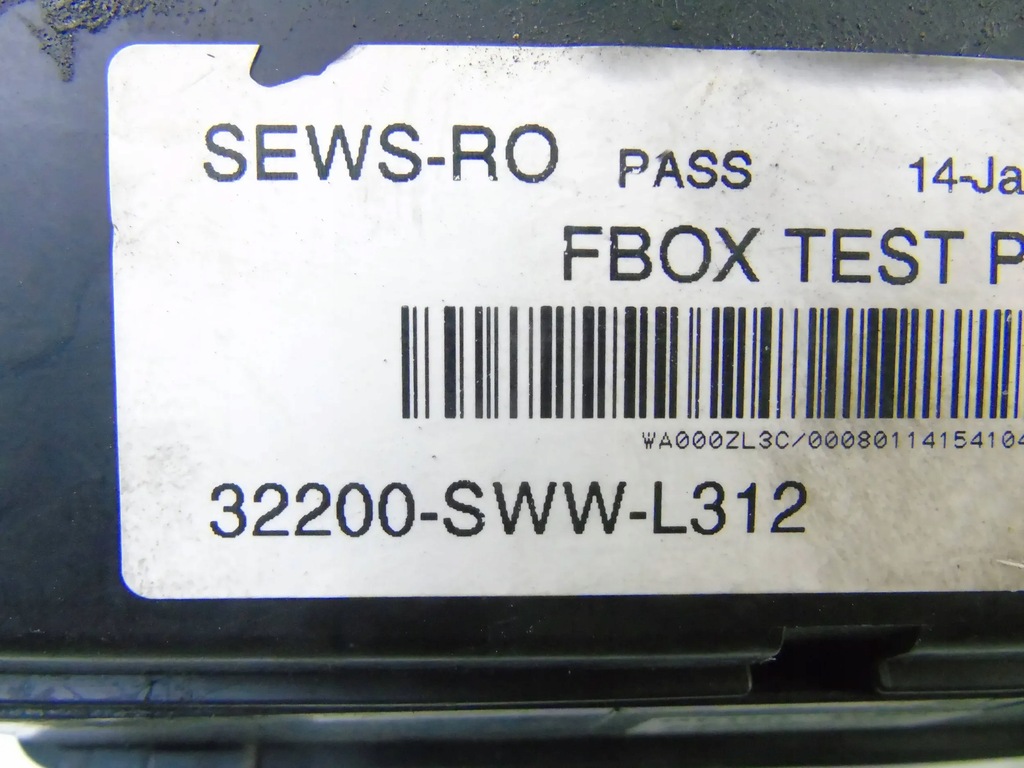 SEWS-RO PASS 14-Ja
FBOX TEST P
WA000ZL3C/00080114154104
32200-SWW-L312